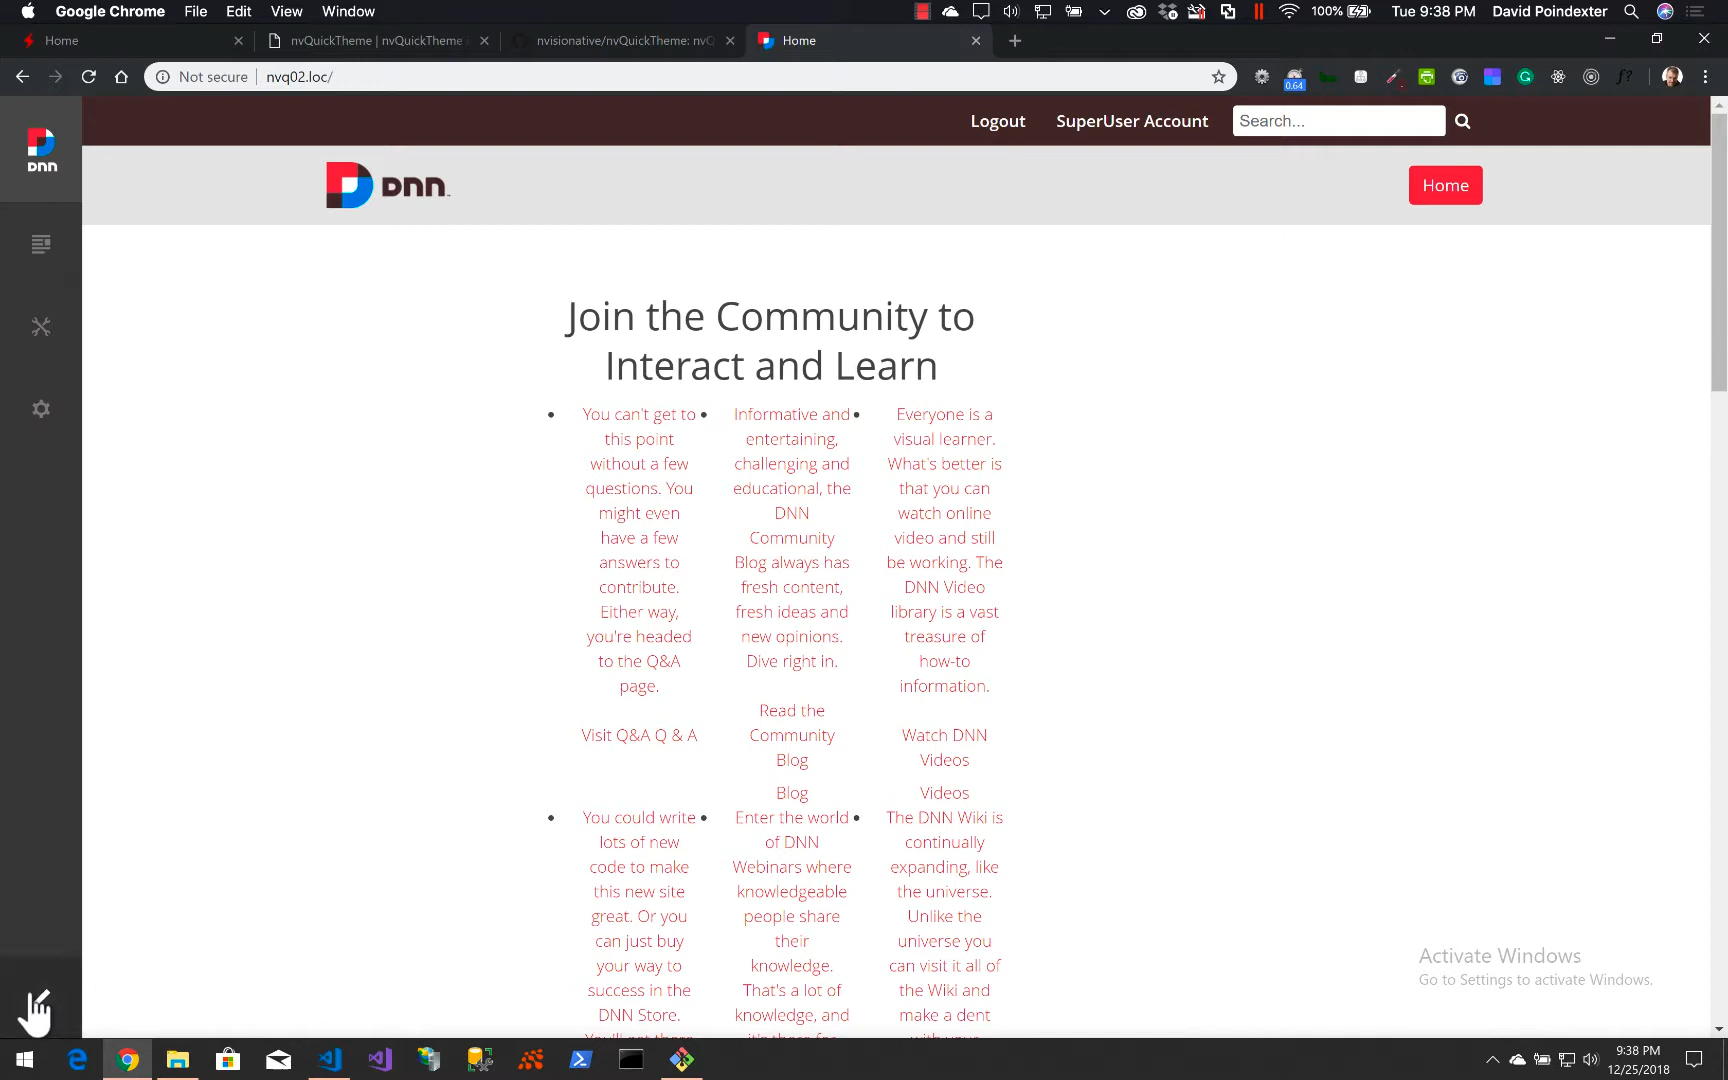 Google Chrome File Edit View Window
100%
Tue 9:38 PM David Poindexter
Home
nvQuickTheme | nvQuickTheme
nvisionative/nvQuickTheme: nvQ
Home
Not secure nvq02.loc/
0.64
f?
DNN
Logout SuperUser Account Search...
DNN
Home
Join the Community to
Interact and Learn
You can't get to
this point
without a few
questions. You
might even
have a few
answers to
contribute.
Either way,
you're headed
to the Q&A
page.
Visit Q&A Q & A
Informative and
entertaining,
challenging and
educational, the
DNN
Community
Blog always has
fresh content,
fresh ideas and
new opinions.
Dive right in.
Read the
Community
Blog
Blog
Everyone is a
visual learner.
What's better is
that you can
watch online
video and still
be working. The
DNN Video
library is a vast
treasure of
how-to
information.
Watch DNN
Videos
Videos
You could write
lots of new
code to make
this new site
great. Or you
can just buy
your way to
success in the
DNN Store.
Enter the world
of DNN
Webinars where
knowledgeable
people share
their
knowledge.
That's a lot of
knowledge, and
The DNN Wiki is
continually
expanding, like
the universe.
Unlike the
universe you
can visit it all of
the Wiki and
make a dent
Activate Windows
Go to Settings to activate Windows.
9:38 PM
12/25/2018